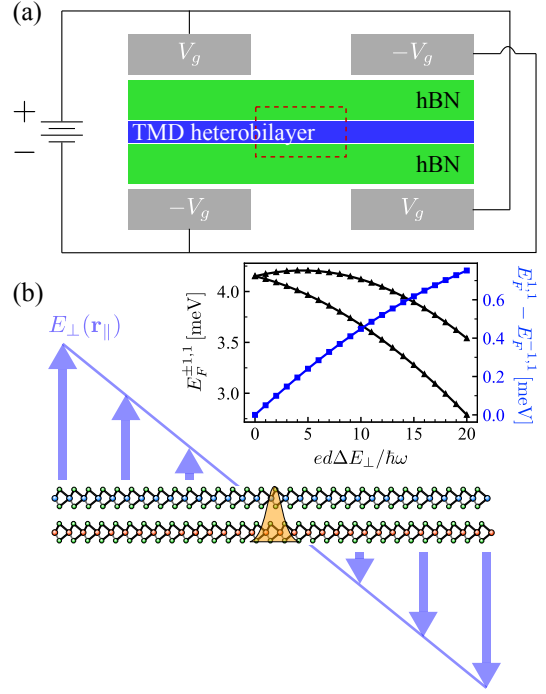 (a)
V_g
−V_g
+
−
hBN
TMD heterobilayer
hBN
−V_g
V_g
(b)
E_⊥(r_∥)
E_F^{±1,1} [meV]
4.0
3.5
3.0
0 5 10 15 20
edΔE_⊥/ħω
0.6
0.4
0.2
0.0
E_F^{1,1} − E_F^{−1,1} [meV]